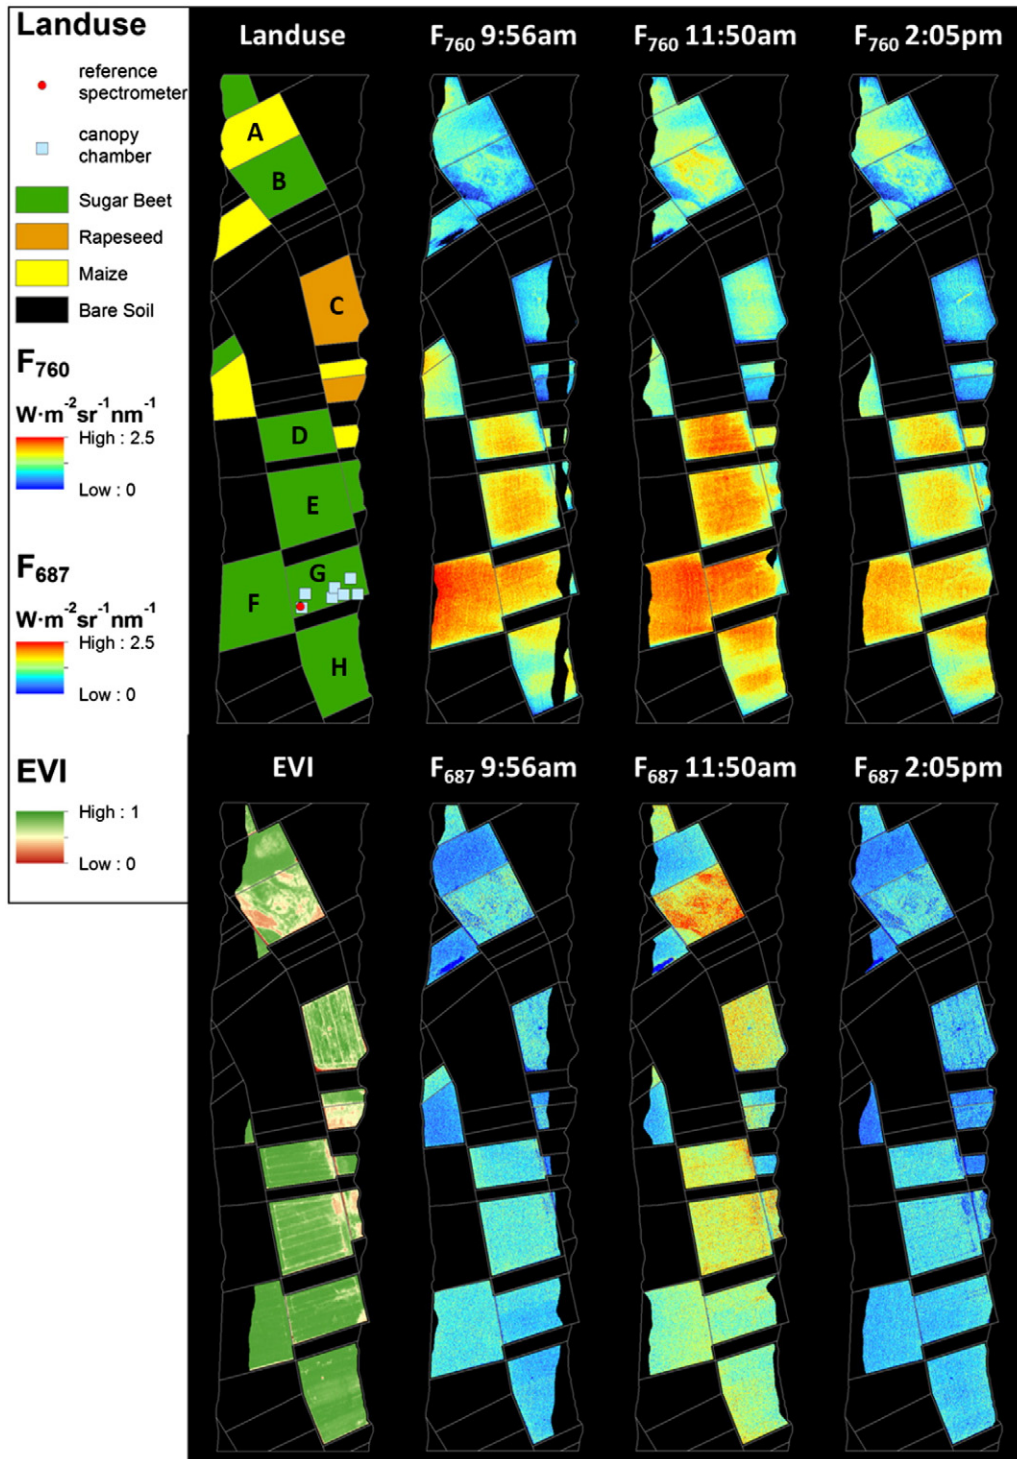 Landuse
reference
spectrometer
canopy
chamber
Sugar Beet
Rapeseed
Maize
Bare Soil
F760
W·m⁻²sr⁻¹nm⁻¹
High : 2.5
Low : 0
F687
W·m⁻²sr⁻¹nm⁻¹
High : 2.5
Low : 0
EVI
High : 1
Low : 0
Landuse
F760 9:56am
F760 11:50am
F760 2:05pm
A
B
C
D
E
G
F
H
EVI
F687 9:56am
F687 11:50am
F687 2:05pm